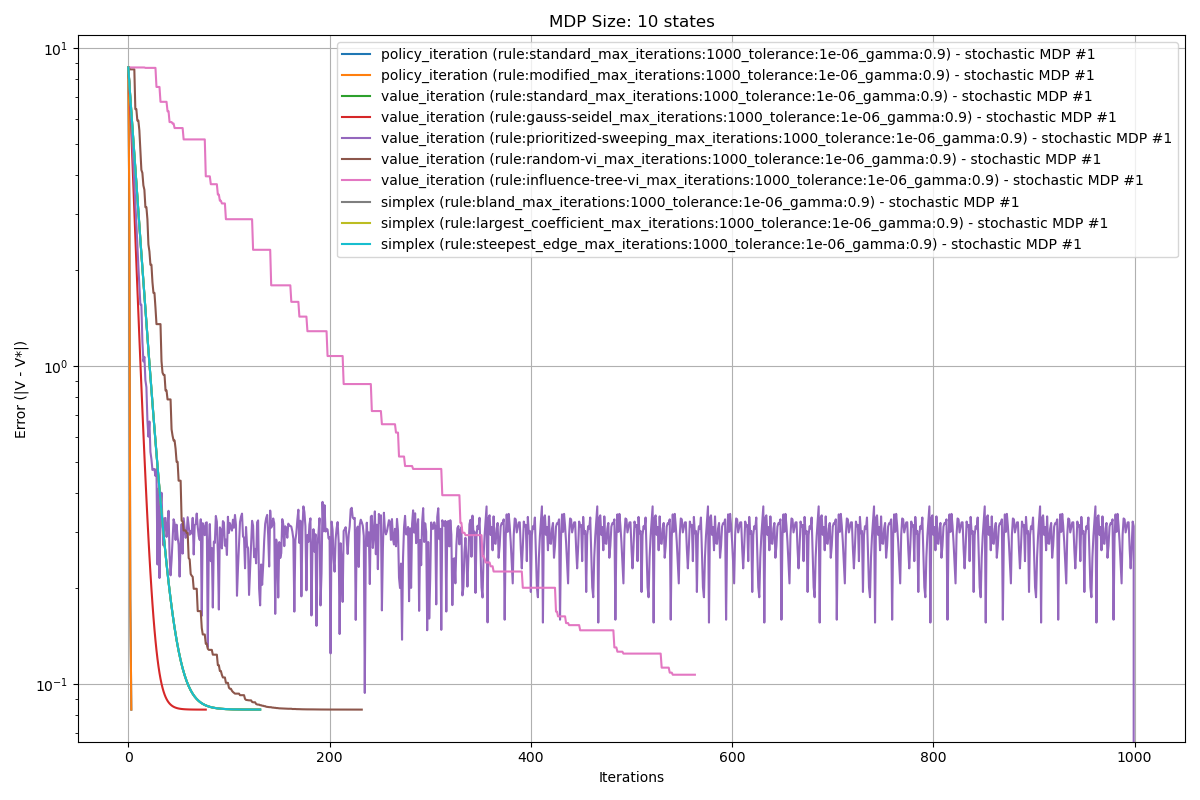 MDP Size: 10 states
policy_iteration (rule:standard_max_iterations:1000_tolerance:1e-06_gamma:0.9) - stochastic MDP #1
policy_iteration (rule:modified_max_iterations:1000_tolerance:1e-06_gamma:0.9) - stochastic MDP #1
value_iteration (rule:standard_max_iterations:1000_tolerance:1e-06_gamma:0.9) - stochastic MDP #1
value_iteration (rule:gauss-seidel_max_iterations:1000_tolerance:1e-06_gamma:0.9) - stochastic MDP #1
value_iteration (rule:prioritized-sweeping_max_iterations:1000_tolerance:1e-06_gamma:0.9) - stochastic MDP #1
value_iteration (rule:random-vi_max_iterations:1000_tolerance:1e-06_gamma:0.9) - stochastic MDP #1
value_iteration (rule:influence-tree-vi_max_iterations:1000_tolerance:1e-06_gamma:0.9) - stochastic MDP #1
simplex (rule:bland_max_iterations:1000_tolerance:1e-06_gamma:0.9) - stochastic MDP #1
simplex (rule:largest_coefficient_max_iterations:1000_tolerance:1e-06_gamma:0.9) - stochastic MDP #1
simplex (rule:steepest_edge_max_iterations:1000_tolerance:1e-06_gamma:0.9) - stochastic MDP #1
10¹
10⁰
10⁻¹
Error (|V - V*|)
0 200 400 600 800 1000
Iterations